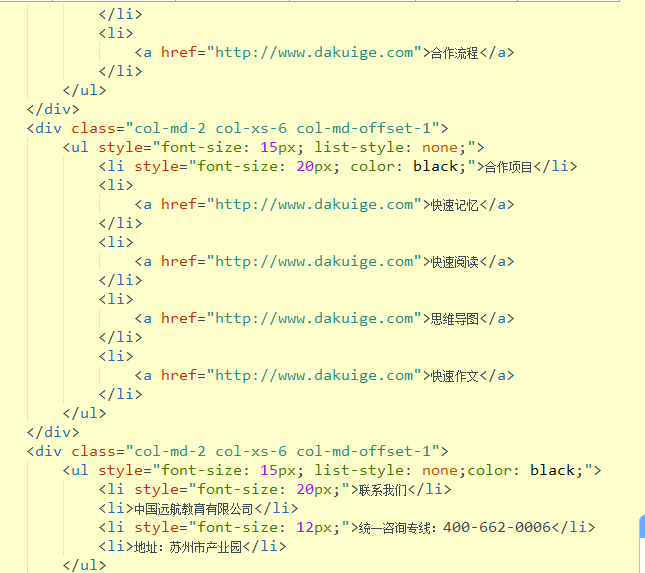 </li>
<li>
<a href="http://www.dakuige.com">合作流程</a>
</li>
</ul>
</div>
<div class="col-md-2 col-xs-6 col-md-offset-1">
<ul style="font-size: 15px; list-style: none;">
<li style="font-size: 20px; color: black;">合作项目</li>
<li>
<a href="http://www.dakuige.com">快速记忆</a>
</li>
<li>
<a href="http://www.dakuige.com">快速阅读</a>
</li>
<li>
<a href="http://www.dakuige.com">思维导图</a>
</li>
<li>
<a href="http://www.dakuige.com">快速作文</a>
</li>
</ul>
</div>
<div class="col-md-2 col-xs-6 col-md-offset-1">
<ul style="font-size: 15px; list-style: none;color: black;">
<li style="font-size: 20px;">联系我们</li>
<li>中国远航教育有限公司</li>
<li style="font-size: 12px;">统一咨询专线：400-662-0006</li>
<li>地址：苏州市产业园</li>
</ul>